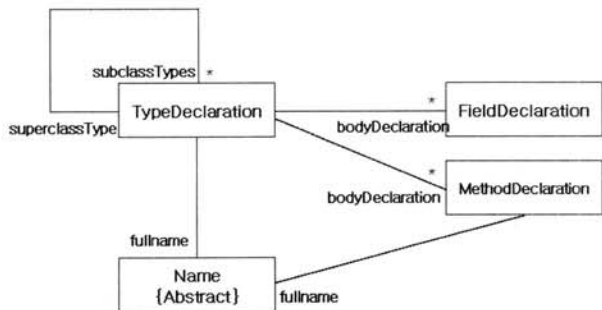 subclassTypes *
TypeDeclaration
superclassType
*
FieldDeclaration
bodyDeclaration
*
MethodDeclaration
bodyDeclaration
fullname
Name
{Abstract}
fullname